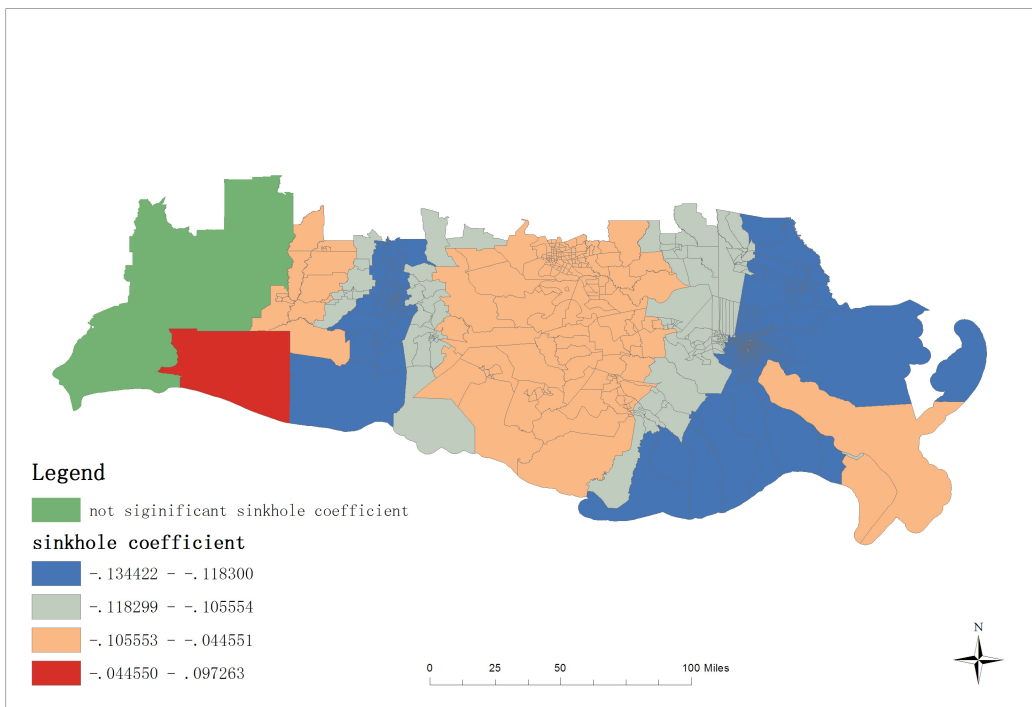 Legend
not siginificant sinkhole coefficient
sinkhole coefficient
-.134422 - -.118300
-.118299 - -.105554
-.105553 - -.044551
-.044550 - .097263
0 25 50 100 Miles
N